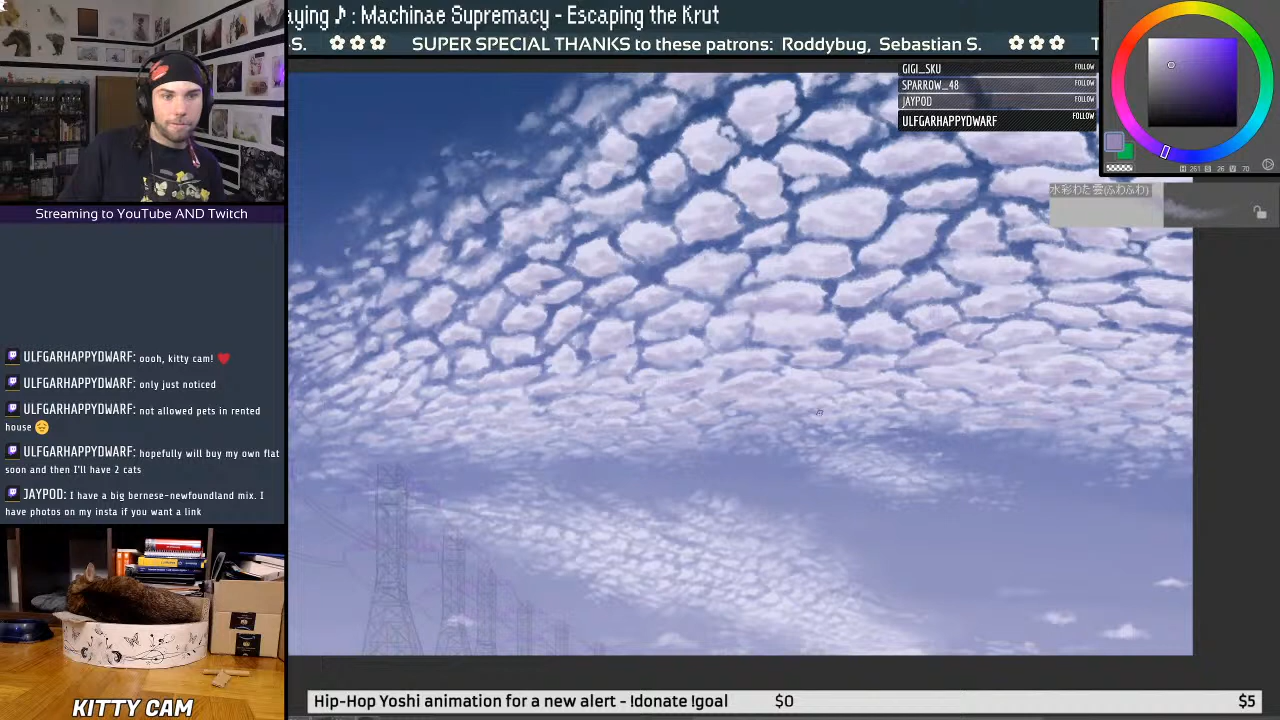 aying ♪ : Machinae Supremacy - Escaping the Krut
S. ✿✿✿ SUPER SPECIAL THANKS to these patrons: Roddybug, Sebastian S. ✿✿✿ T
GIGI_SKU FOLLOW
SPARROW_48 FOLLOW
JAYPOD FOLLOW
ULFGARHAPPYDWARF FOLLOW
H 251 S 26 V 70
水彩わた雲(ふわふわ)
Streaming to YouTube AND Twitch
ULFGARHAPPYDWARF: oooh, kitty cam! ❤
ULFGARHAPPYDWARF: only just noticed
ULFGARHAPPYDWARF: not allowed pets in rented
house 😔
ULFGARHAPPYDWARF: hopefully will buy my own flat
soon and then I'll have 2 cats
JAYPOD: I have a big bernese-newfoundland mix. I
have photos on my insta if you want a link
KITTY CAM
Hip-Hop Yoshi animation for a new alert - !donate !goal $0 $5